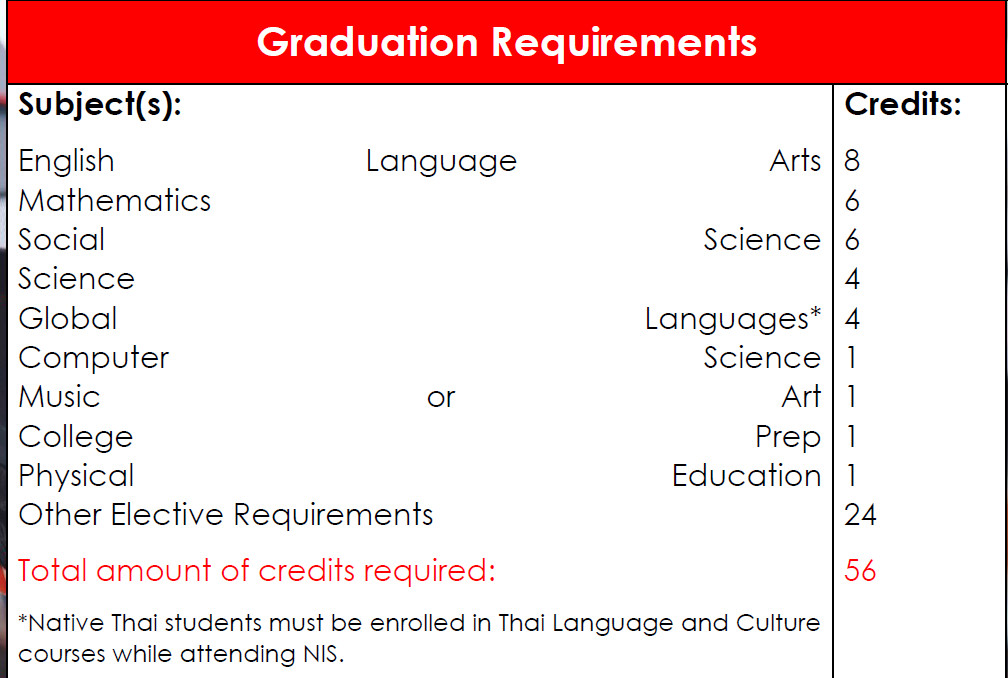 Graduation Requirements
Subject(s): Credits:
English Language Arts 8
Mathematics 6
Social Science 6
Science 4
Global Languages* 4
Computer Science 1
Music or Art 1
College Prep 1
Physical Education 1
Other Elective Requirements 24
Total amount of credits required: 56
*Native Thai students must be enrolled in Thai Language and Culture
courses while attending NIS.